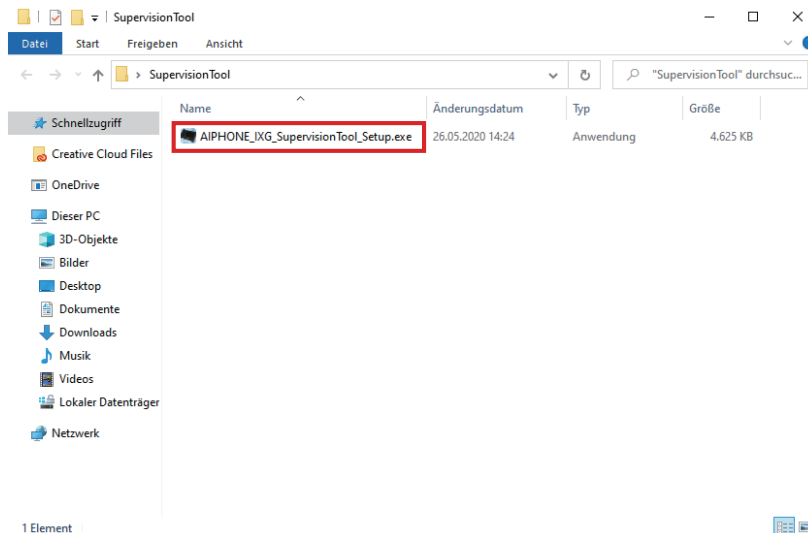 SupervisionTool
Datei Start Freigeben Ansicht
SupervisionTool "SupervisionTool" durchsuc...
Name Änderungsdatum Typ Größe
Schnellzugriff
AIPHONE_IXG_SupervisionTool_Setup.exe 26.05.2020 14:24 Anwendung 4.625 KB
Creative Cloud Files
OneDrive
Dieser PC
3D-Objekte
Bilder
Desktop
Dokumente
Downloads
Musik
Videos
Lokaler Datenträger
Netzwerk
1 Element